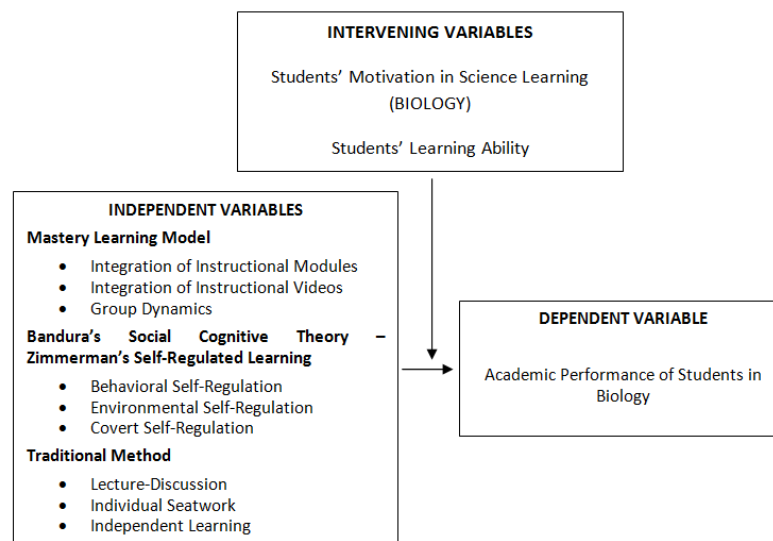 INTERVENING VARIABLES
Students’ Motivation in Science Learning
(BIOLOGY)
Students’ Learning Ability
INDEPENDENT VARIABLES
Mastery Learning Model
• Integration of Instructional Modules
• Integration of Instructional Videos
• Group Dynamics
Bandura’s Social Cognitive Theory –
Zimmerman’s Self-Regulated Learning
• Behavioral Self-Regulation
• Environmental Self-Regulation
• Covert Self-Regulation
Traditional Method
• Lecture-Discussion
• Individual Seatwork
• Independent Learning
DEPENDENT VARIABLE
Academic Performance of Students in
Biology